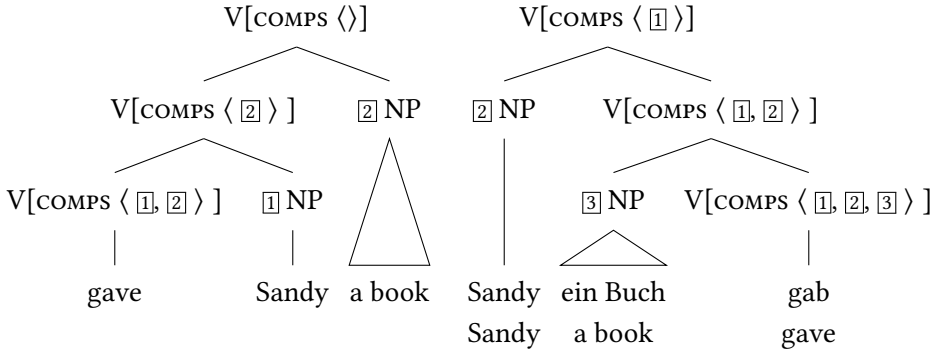 V[COMPS ⟨⟩] V[COMPS ⟨ 1 ⟩]
V[COMPS ⟨ 2 ⟩ ] 2 NP 2 NP V[COMPS ⟨ 1, 2 ⟩ ]
V[COMPS ⟨ 1, 2 ⟩ ] 1 NP 3 NP V[COMPS ⟨ 1, 2, 3 ⟩ ]
gave Sandy a book Sandy ein Buch gab
Sandy a book gave